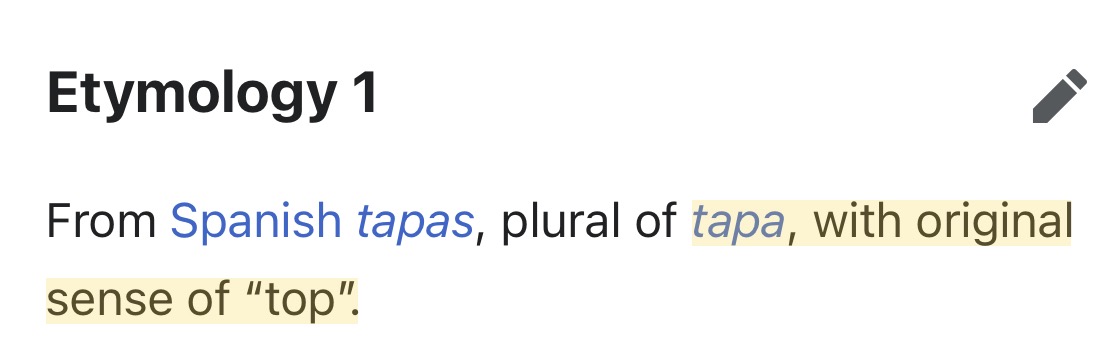 Etymology 1
From Spanish tapas, plural of tapa, with original
sense of “top”.